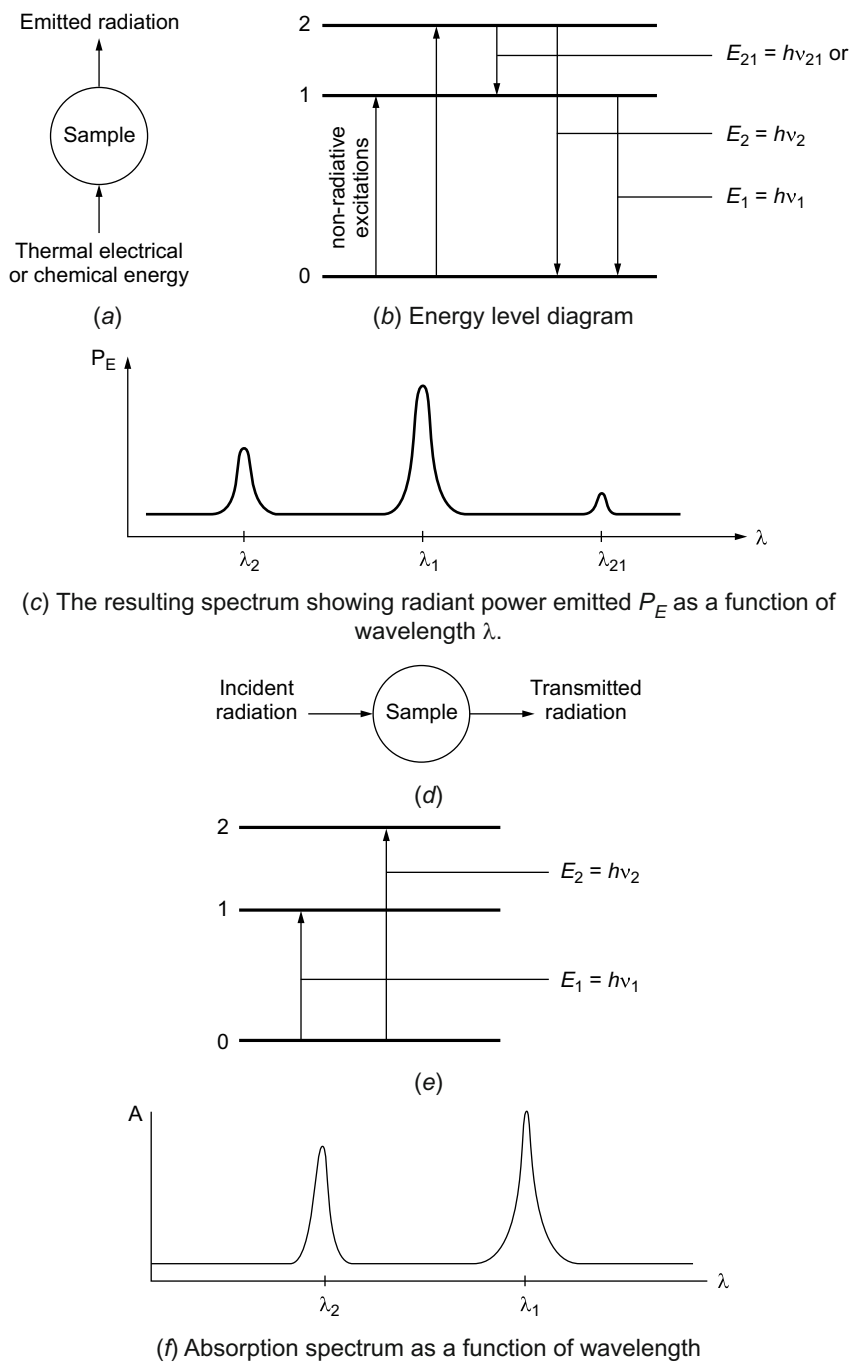 Emitted radiation
Sample
Thermal electrical
or chemical energy
(a)
2
1
0
non-radiative
excitations
E₂₁ = hν₂₁ or
E₂ = hν₂
E₁ = hν₁
(b) Energy level diagram
P_E
λ₂
λ₁
λ₂₁
λ
(c) The resulting spectrum showing radiant power emitted P_E as a function of
wavelength λ.
Incident
radiation
Sample
Transmitted
radiation
(d)
2
1
0
E₂ = hν₂
E₁ = hν₁
(e)
A
λ₂
λ₁
λ
(f) Absorption spectrum as a function of wavelength